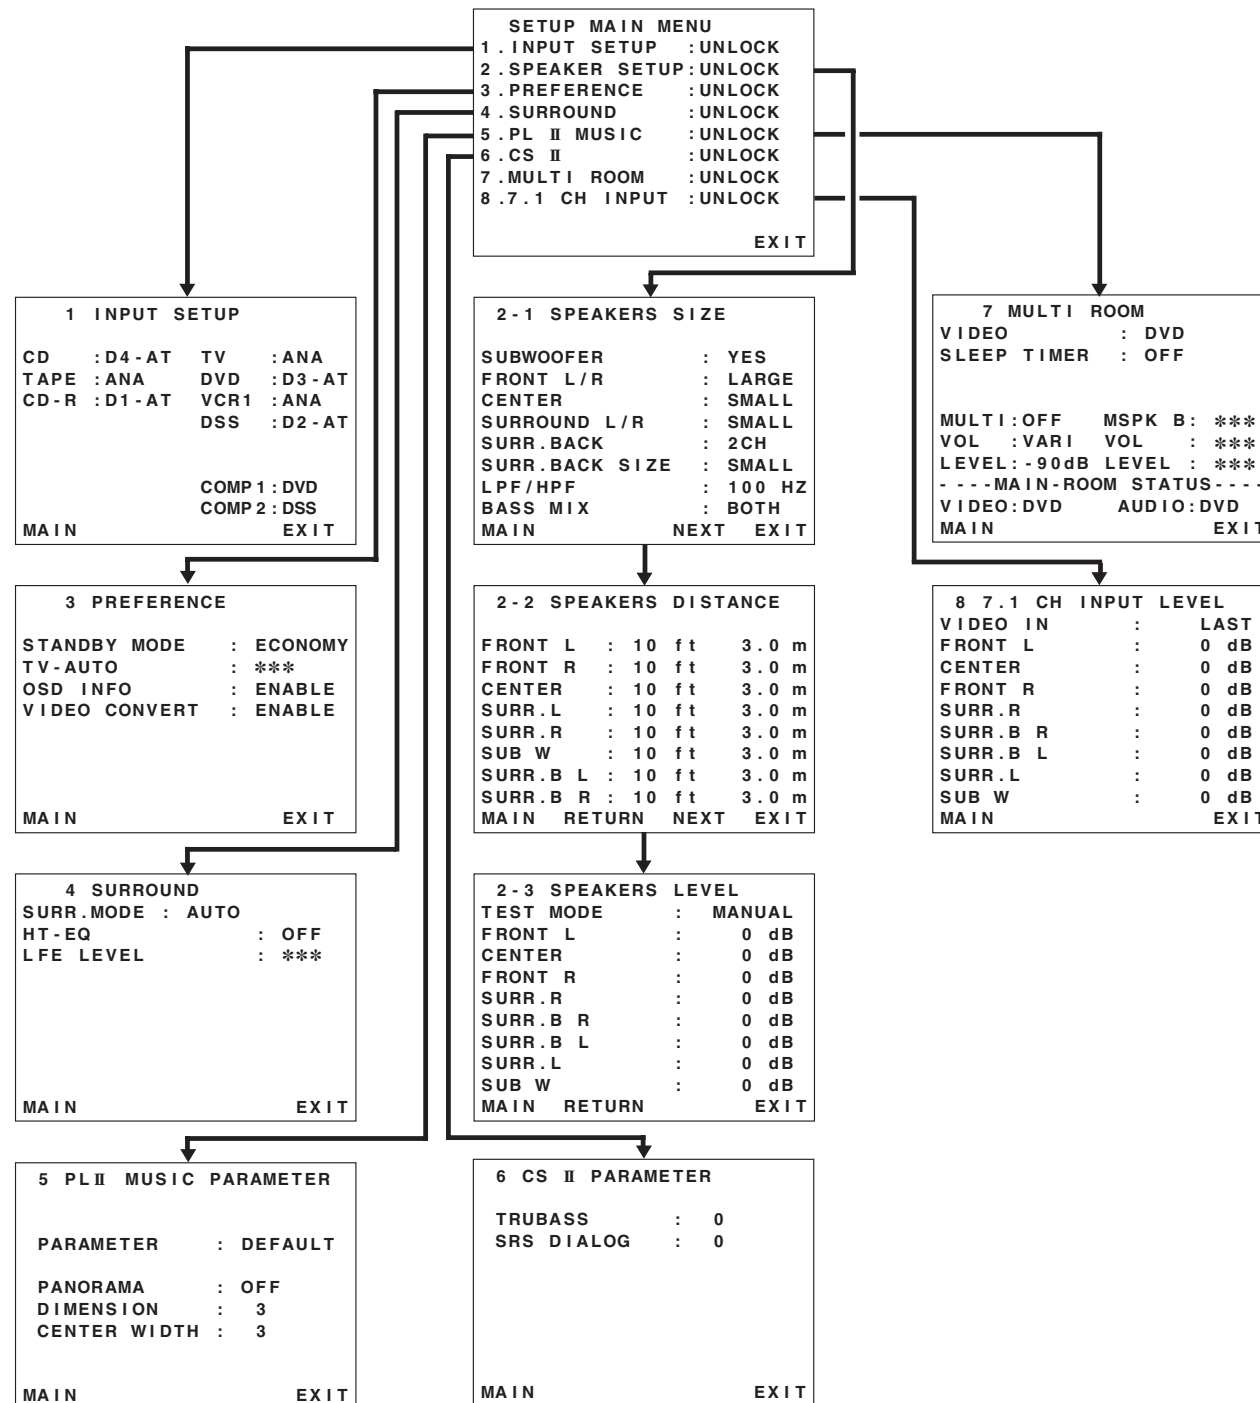 SETUP MAIN MENU
1.INPUT SETUP :UNLOCK
2.SPEAKER SETUP:UNLOCK
3.PREFERENCE :UNLOCK
4.SURROUND :UNLOCK
5.PL II MUSIC :UNLOCK
6.CS II :UNLOCK
7.MULTI ROOM :UNLOCK
8.7.1 CH INPUT :UNLOCK
EXIT
1 INPUT SETUP
CD :D4-AT TV :ANA
TAPE :ANA DVD :D3-AT
CD-R :D1-AT VCR1 :ANA
DSS :D2-AT
COMP1:DVD
COMP2:DSS
MAIN EXIT
2-1 SPEAKERS SIZE
SUBWOOFER : YES
FRONT L/R : LARGE
CENTER : SMALL
SURROUND L/R : SMALL
SURR.BACK : 2CH
SURR.BACK SIZE : SMALL
LPF/HPF : 100 HZ
BASS MIX : BOTH
MAIN NEXT EXIT
7 MULTI ROOM
VIDEO : DVD
SLEEP TIMER : OFF
MULTI:OFF MSPK B: ***
VOL :VARI VOL : ***
LEVEL:-90dB LEVEL : ***
----MAIN-ROOM STATUS----
VIDEO:DVD AUDIO:DVD
MAIN EXIT
3 PREFERENCE
STANDBY MODE : ECONOMY
TV-AUTO : ***
OSD INFO : ENABLE
VIDEO CONVERT : ENABLE
MAIN EXIT
2-2 SPEAKERS DISTANCE
FRONT L : 10 ft 3.0 m
FRONT R : 10 ft 3.0 m
CENTER : 10 ft 3.0 m
SURR.L : 10 ft 3.0 m
SURR.R : 10 ft 3.0 m
SUB W : 10 ft 3.0 m
SURR.B L : 10 ft 3.0 m
SURR.B R : 10 ft 3.0 m
MAIN RETURN NEXT EXIT
8 7.1 CH INPUT LEVEL
VIDEO IN : LAST
FRONT L : 0 dB
CENTER : 0 dB
FRONT R : 0 dB
SURR.R : 0 dB
SURR.B R : 0 dB
SURR.B L : 0 dB
SURR.L : 0 dB
SUB W : 0 dB
MAIN EXIT
4 SURROUND
SURR.MODE : AUTO
HT-EQ : OFF
LFE LEVEL : ***
MAIN EXIT
2-3 SPEAKERS LEVEL
TEST MODE : MANUAL
FRONT L : 0 dB
CENTER : 0 dB
FRONT R : 0 dB
SURR.R : 0 dB
SURR.B R : 0 dB
SURR.B L : 0 dB
SURR.L : 0 dB
SUB W : 0 dB
MAIN RETURN EXIT
5 PLII MUSIC PARAMETER
PARAMETER : DEFAULT
PANORAMA : OFF
DIMENSION : 3
CENTER WIDTH : 3
MAIN EXIT
6 CS II PARAMETER
TRUBASS : 0
SRS DIALOG : 0
MAIN EXIT